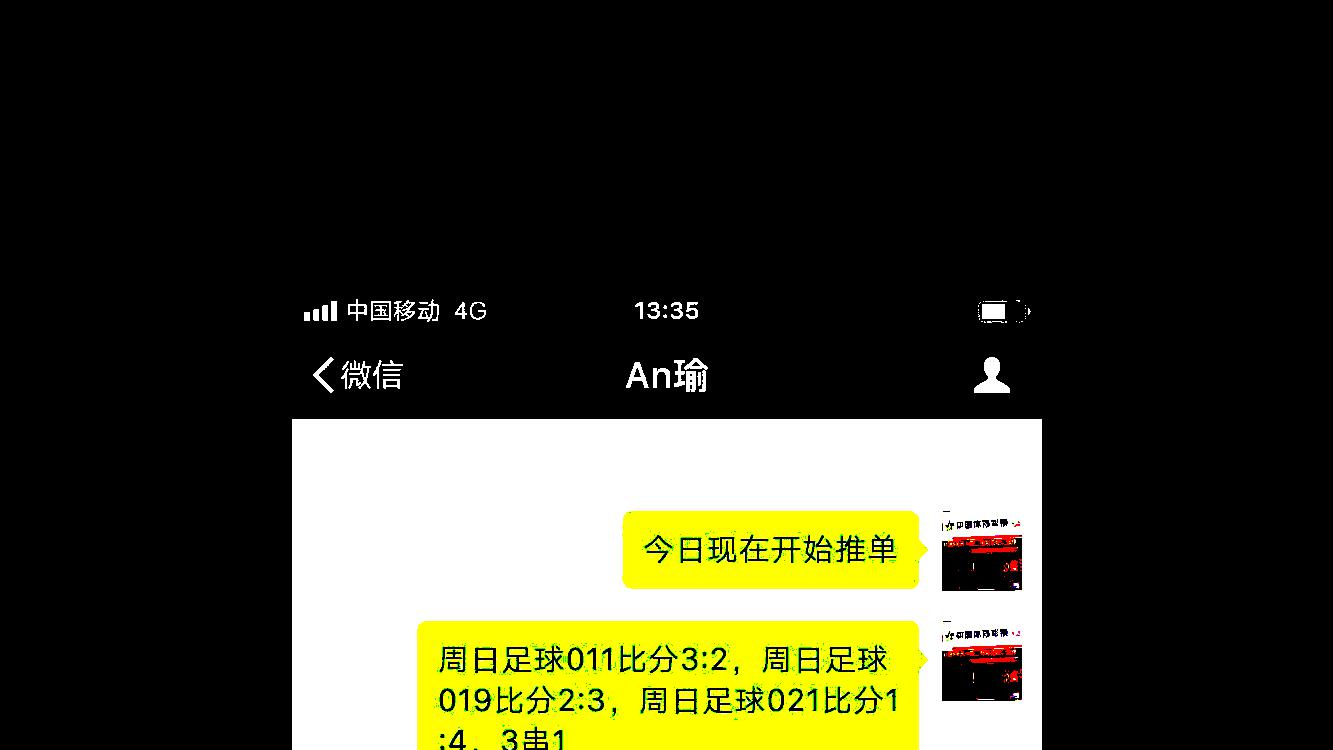 中国移动 4G 13:35
微信 An瑜
今日现在开始推单
周日足球011比分3:2，周日足球
019比分2:3，周日足球021比分1
:4，3串1